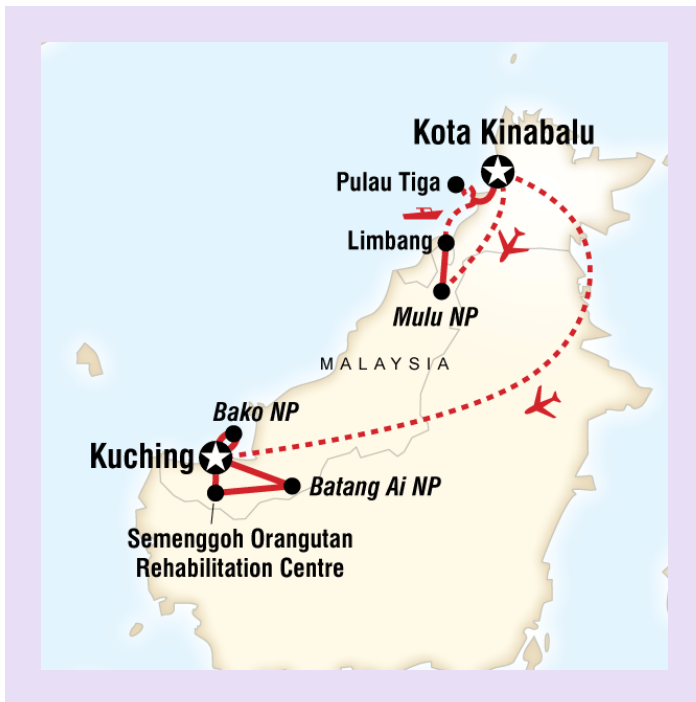 Kota Kinabalu
Pulau Tiga
Limbang
Mulu NP
MALAYSIA
Bako NP
Kuching
Batang Ai NP
Semenggoh Orangutan
Rehabilitation Centre